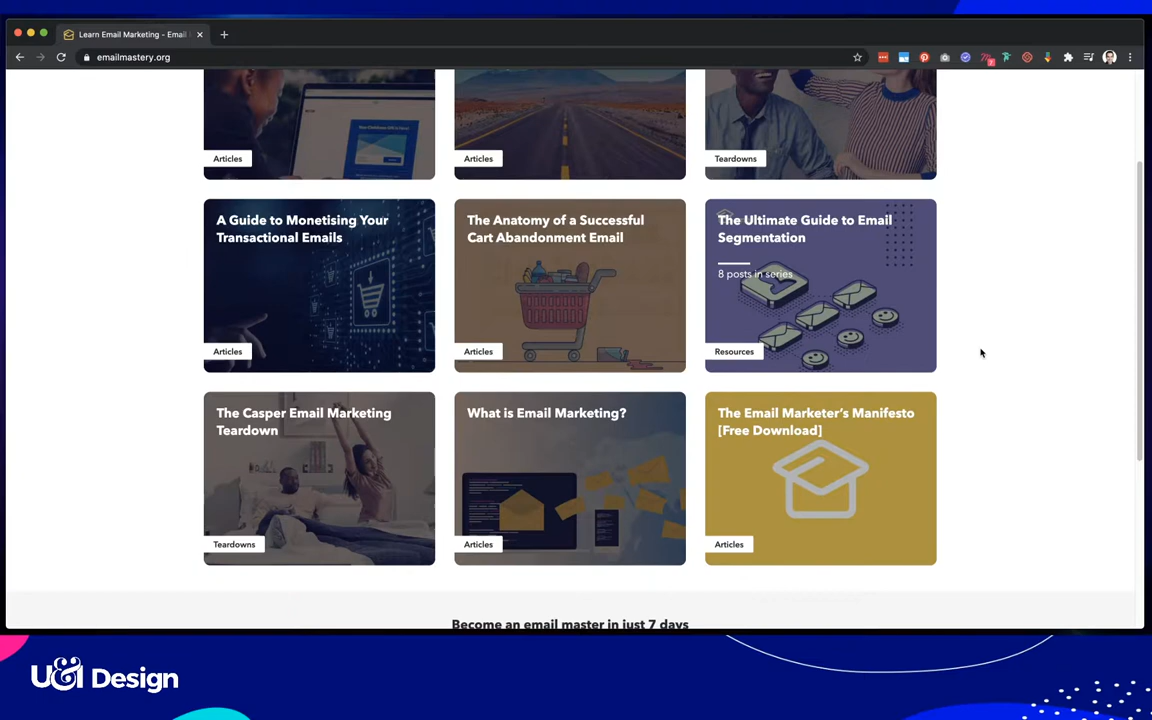 Learn Email Marketing - Email
emailmastery.org
Articles
Articles
Teardowns
A Guide to Monetising Your
Transactional Emails
Articles
The Anatomy of a Successful
Cart Abandonment Email
Articles
The Ultimate Guide to Email
Segmentation
8 posts in series
Resources
The Casper Email Marketing
Teardown
Teardowns
What is Email Marketing?
Articles
The Email Marketer's Manifesto
[Free Download]
Articles
Become an email master in just 7 days
U&I Design